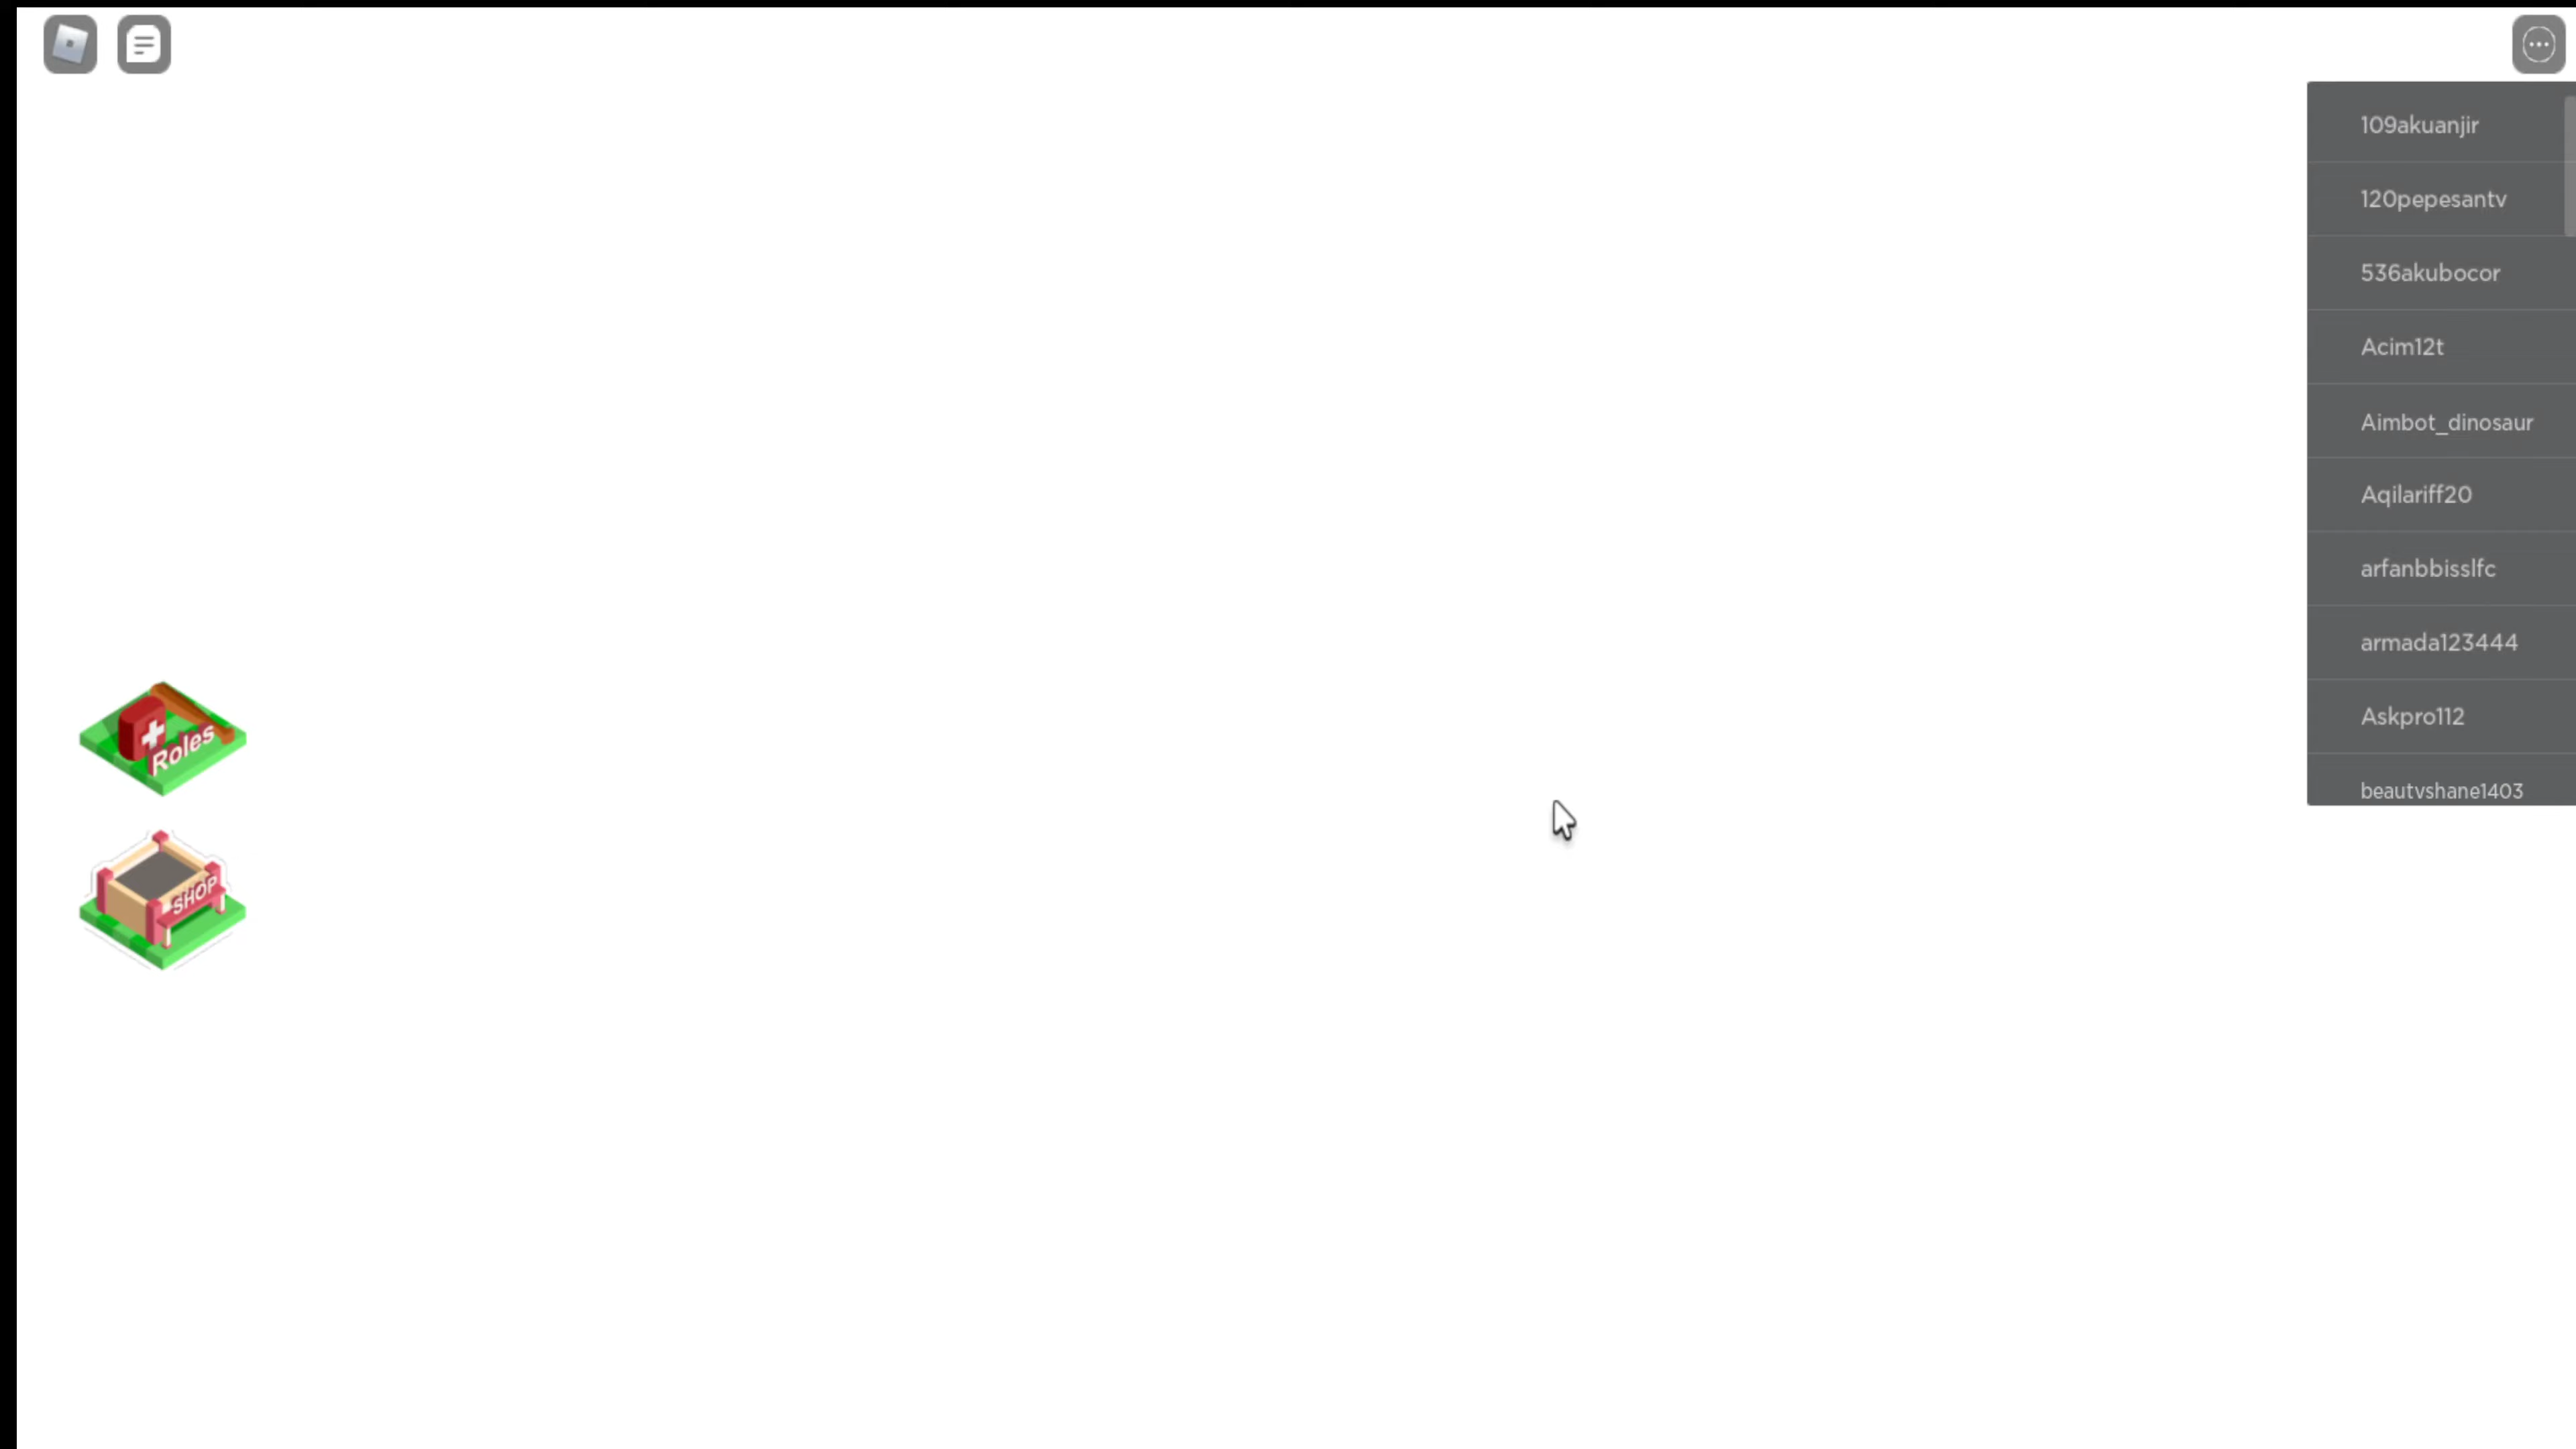 109akuanjir
120pepesantv
536akubocor
Acim12t
Aimbot_dinosaur
Aqilariff20
arfanbbisslfc
armada123444
Askpro112
beautyshane1403
Roles
SHOP